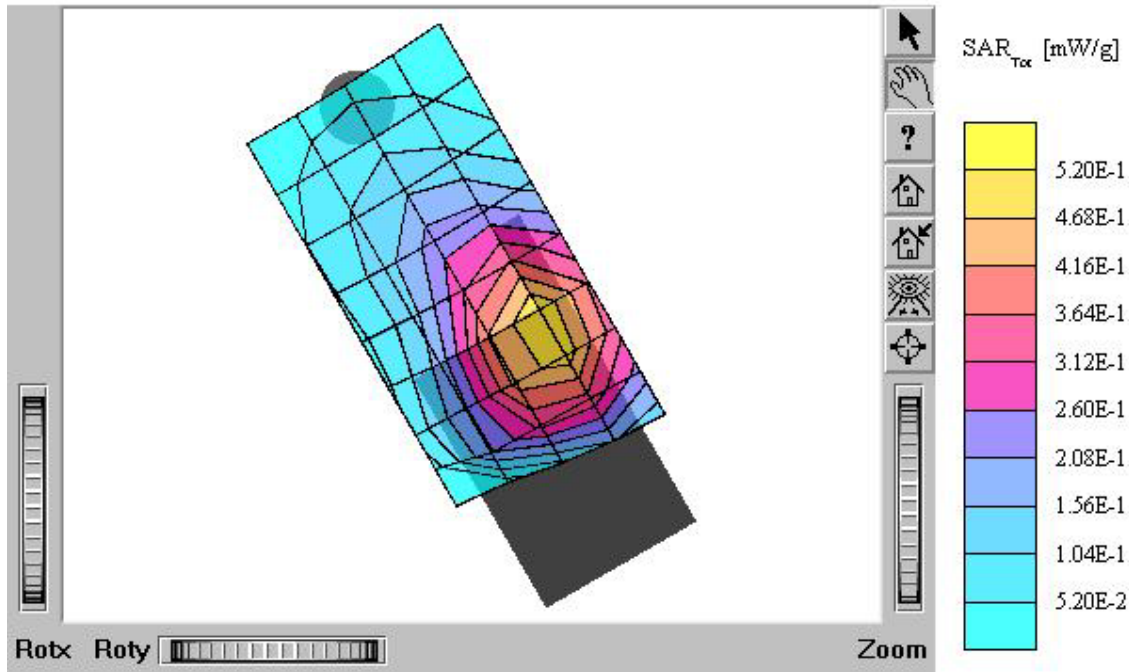 SAR_Tot [mW/g]
?
5.20E-1
4.68E-1
4.16E-1
3.64E-1
3.12E-1
2.60E-1
2.08E-1
1.56E-1
1.04E-1
5.20E-2
Rotx Roty Zoom